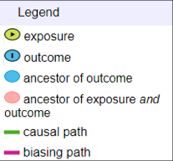 Legend
exposure
outcome
ancestor of outcome
ancestor of exposure and
outcome
causal path
biasing path